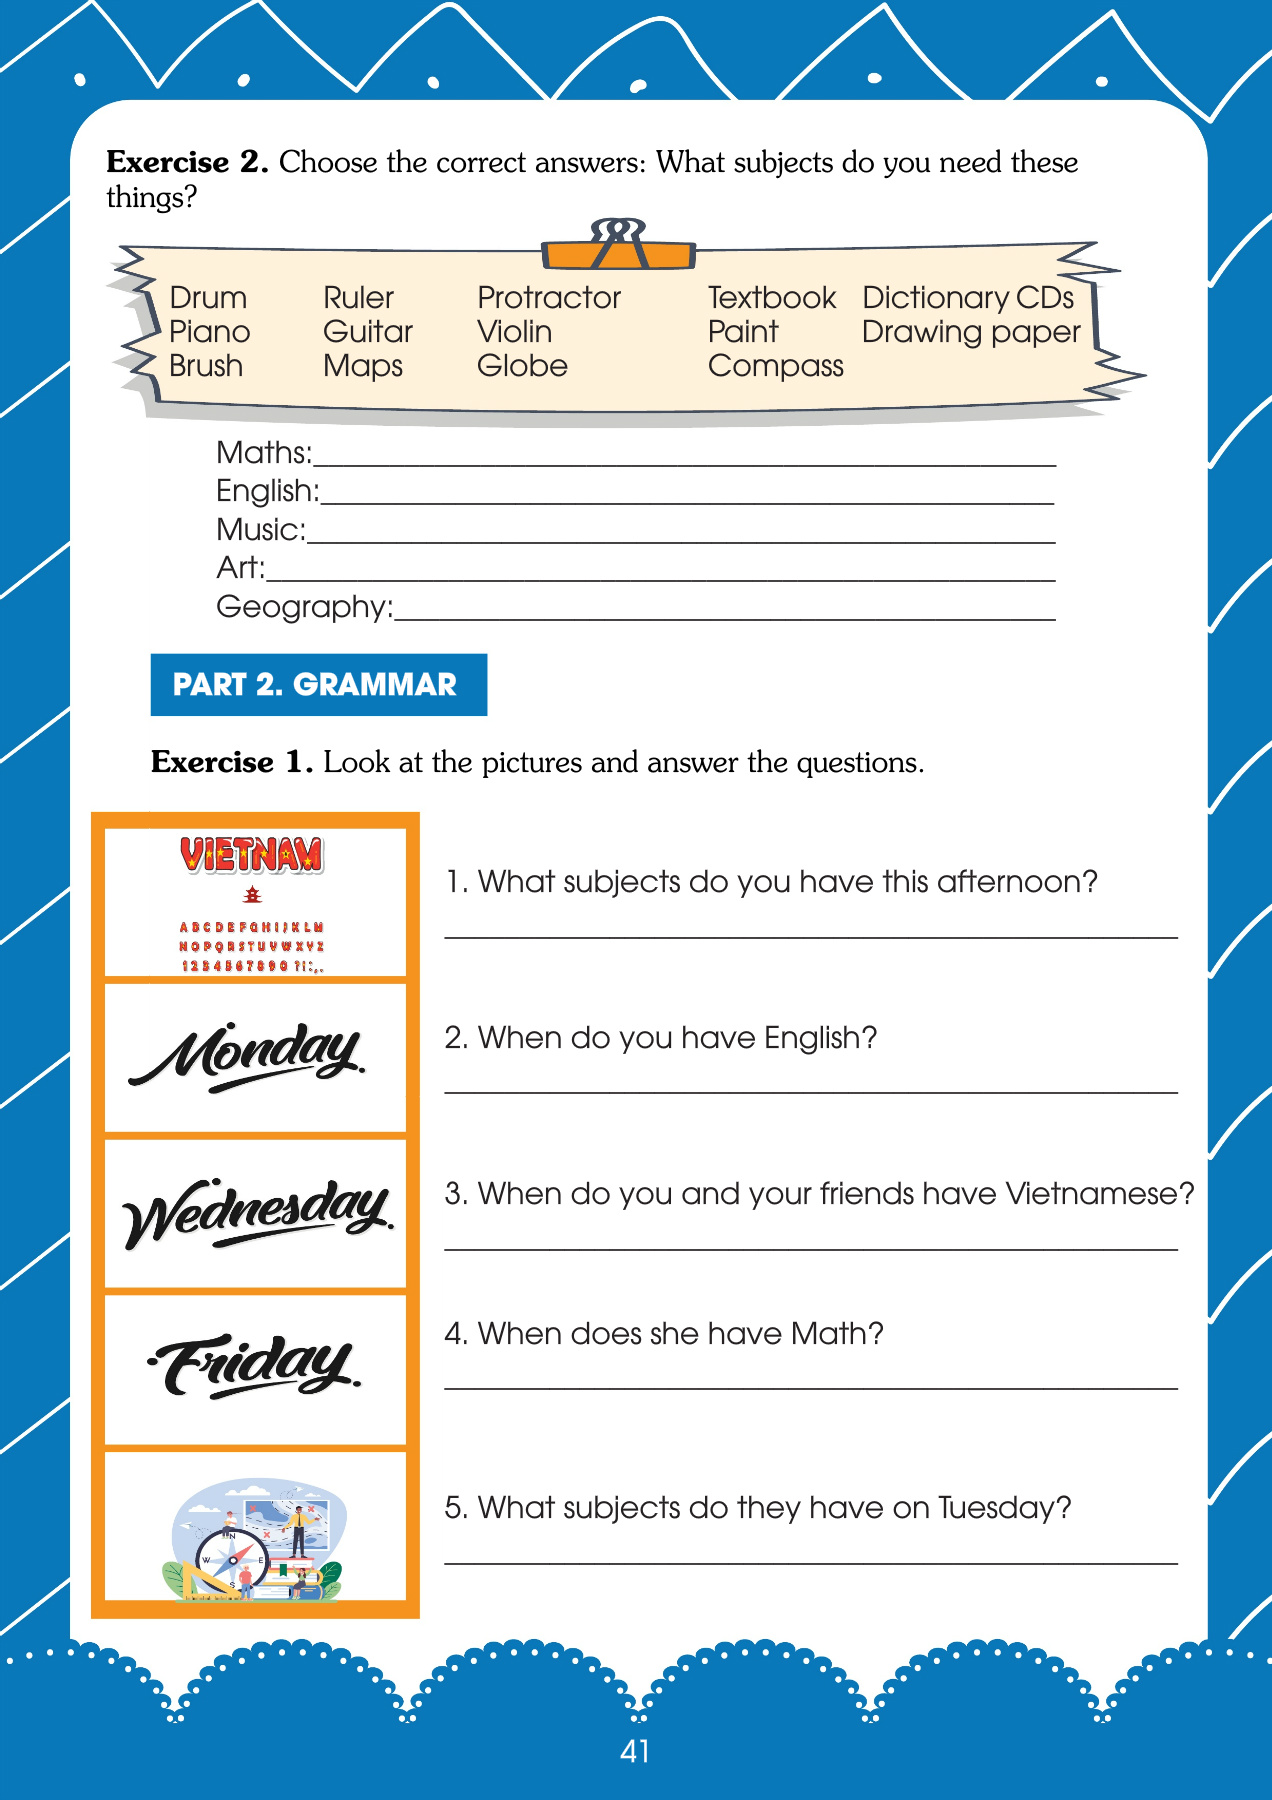 Exercise 2. Choose the correct answers: What subjects do you need these
things?
Drum Ruler Protractor Textbook Dictionary CDs
Piano Guitar Violin Paint Drawing paper
Brush Maps Globe Compass
Maths:
English:
Music:
Art:
Geography:
PART 2. GRAMMAR
Exercise 1. Look at the pictures and answer the questions.
VIETNAM
ABCDEFGHIJKLM
NOPQRSTUVWXYZ
1234567890 ?!:,.
1. What subjects do you have this afternoon?
Monday.
2. When do you have English?
Wednesday.
3. When do you and your friends have Vietnamese?
Friday.
4. When does she have Math?
N
W E
S
5. What subjects do they have on Tuesday?
41